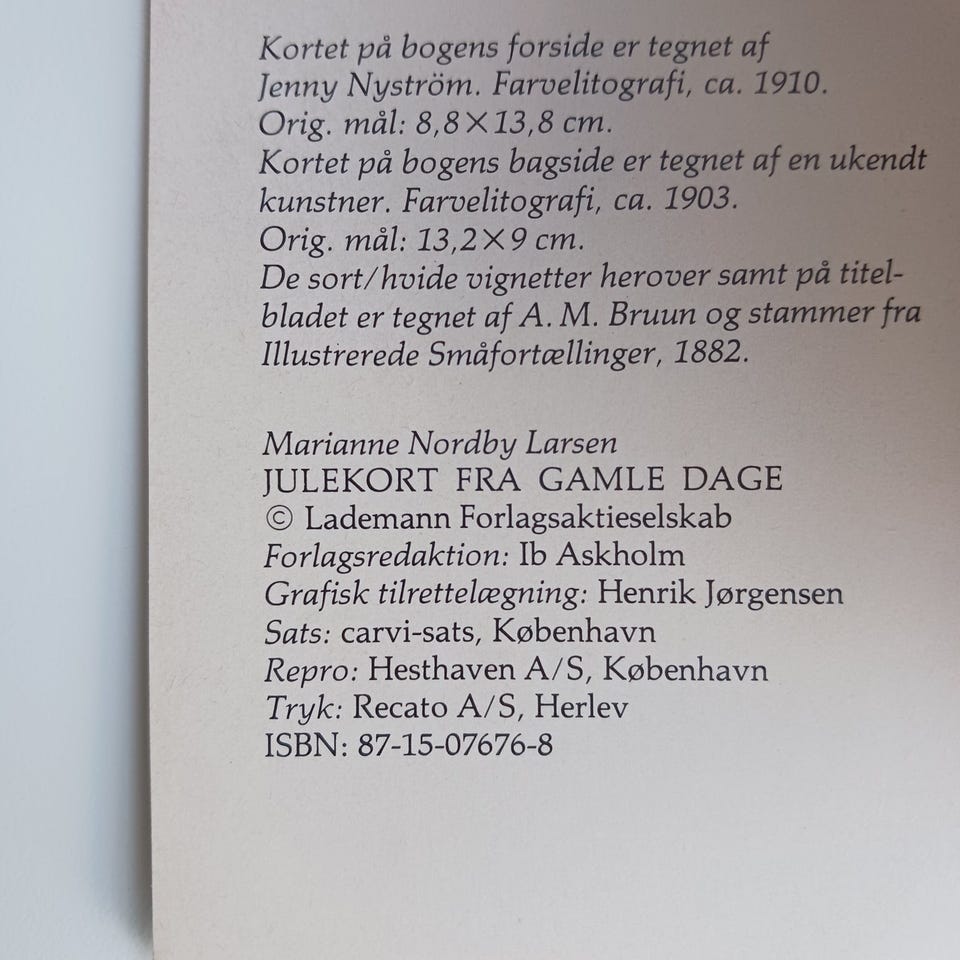 Kortet på bogens forside er tegnet af
Jenny Nyström. Farvelitografi, ca. 1910.
Orig. mål: 8,8×13,8 cm.
Kortet på bogens bagside er tegnet af en ukendt
kunstner. Farvelitografi, ca. 1903.
Orig. mål: 13,2×9 cm.
De sort/hvide vignetter herover samt på titel-
bladet er tegnet af A. M. Bruun og stammer fra
Illustrerede Småfortællinger, 1882.
Marianne Nordby Larsen
JULEKORT FRA GAMLE DAGE
© Lademann Forlagsaktieselskab
Forlagsredaktion: Ib Askholm
Grafisk tilrettelægning: Henrik Jørgensen
Sats: carvi-sats, København
Repro: Hesthaven A/S, København
Tryk: Recato A/S, Herlev
ISBN: 87-15-07676-8